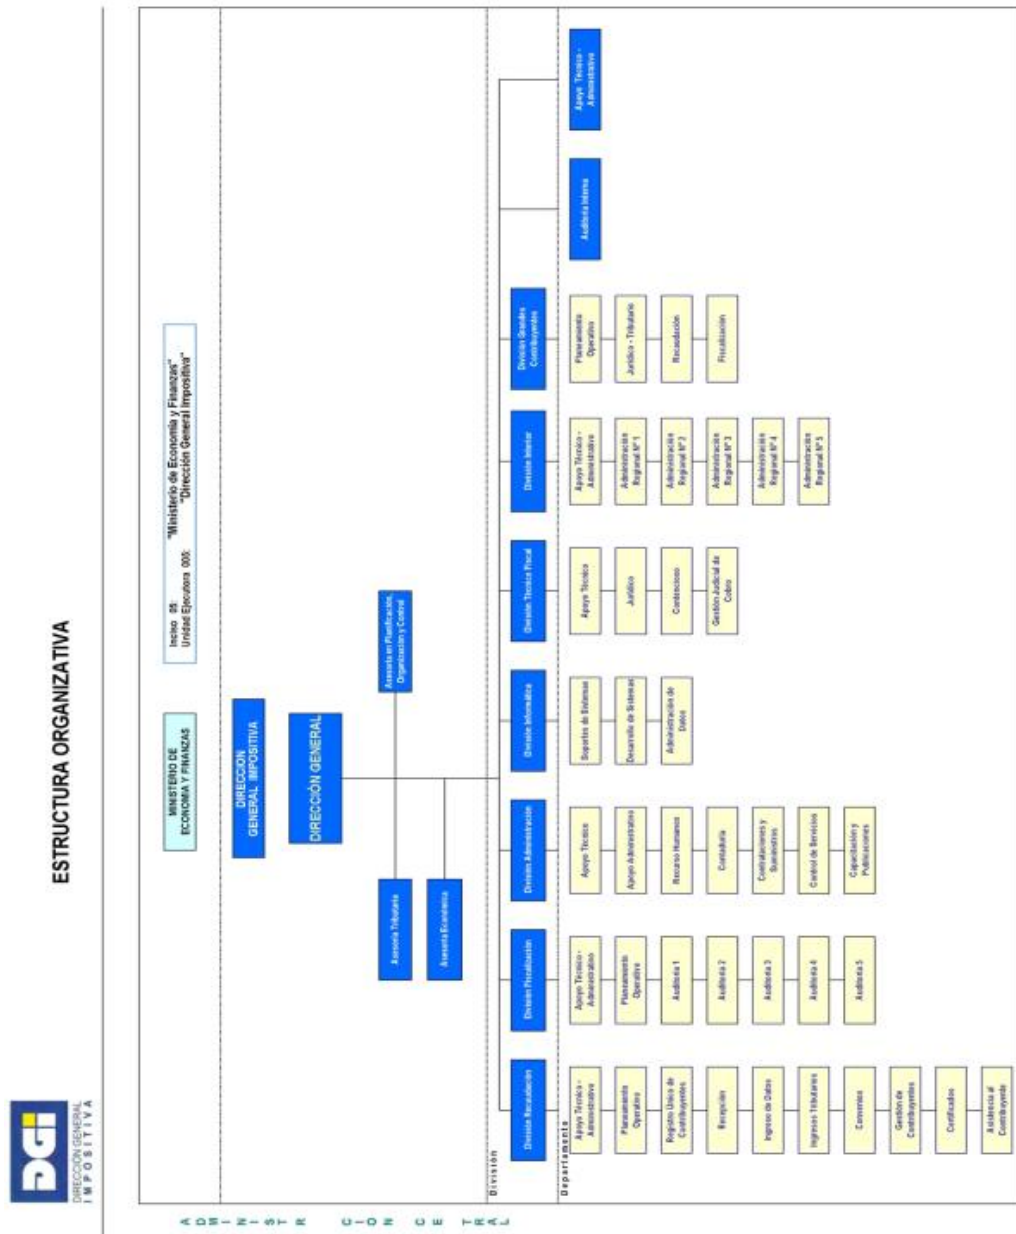 DGi
DIRECCIÓN GENERAL
IMPOSITIVA
ESTRUCTURA ORGANIZATIVA
MINISTERIO DE
ECONOMIA Y FINANZAS
Inciso 05: "Ministerio de Economía y Finanzas"
Unidad Ejecutora 005: "Dirección General Impositiva"
DIRECCION
GENERAL IMPOSITIVA
DIRECCIÓN GENERAL
Asesoría Tributaria
Asesoría en Planificación,
Organización y Control
Asesoría Económica
División
División Recaudación
División Fiscalización
División Administración
División Informática
División Técnico Fiscal
División Interior
División Grandes
Contribuyentes
Departamento
Apoyo Técnico -
Administrativo
Planeamiento
Operativo
Registro Único de
Contribuyentes
Recepción
Ingreso de Datos
Ingresos Tributarios
Convenios
Gestión de
Contribuyentes
Certificados
Asistencia al
Contribuyente
Apoyo Técnico -
Administrativo
Planeamiento
Operativo
Auditoría 1
Auditoría 2
Auditoría 3
Auditoría 4
Auditoría 5
Apoyo Técnico
Apoyo Administrativo
Recurso Humanos
Contaduría
Contrataciones y
Suministros
Control de Servicios
Capacitación y
Publicaciones
Soportes de Sistemas
Desarrollo de Sistemas
Administración de
Datos
Apoyo Técnico
Jurídico
Contencioso
Gestión Judicial de
Cobro
Apoyo Técnico -
Administrativo
Administración
Regional Nº 1
Administración
Regional Nº 2
Administración
Regional Nº 3
Administración
Regional Nº 4
Administración
Regional Nº 5
Planeamiento
Operativo
Jurídico - Tributario
Recaudación
Fiscalización
Auditoría Interna
Apoyo Técnico -
Administrativo
A
D
M
I
N
I
S
T
R
C
I
O
N
C
E
T
R
A
L